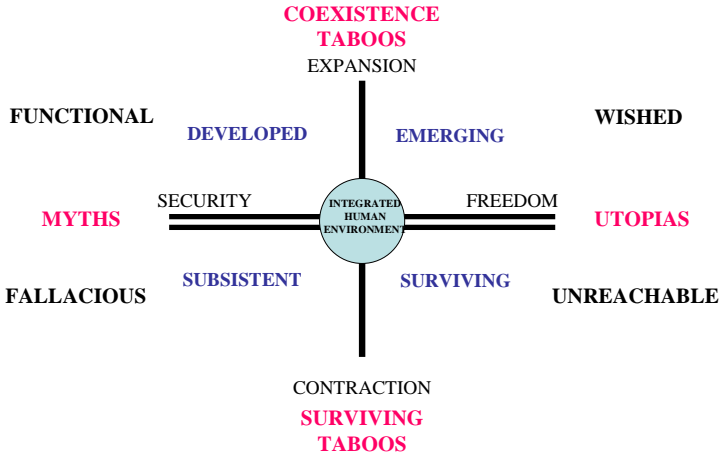 COEXISTENCE
TABOOS
EXPANSION
FUNCTIONAL
WISHED
DEVELOPED
EMERGING
SECURITY
FREEDOM
INTEGRATED
HUMAN
ENVIRONMENT
MYTHS
UTOPIAS
SUBSISTENT
SURVIVING
FALLACIOUS
UNREACHABLE
CONTRACTION
SURVIVING
TABOOS